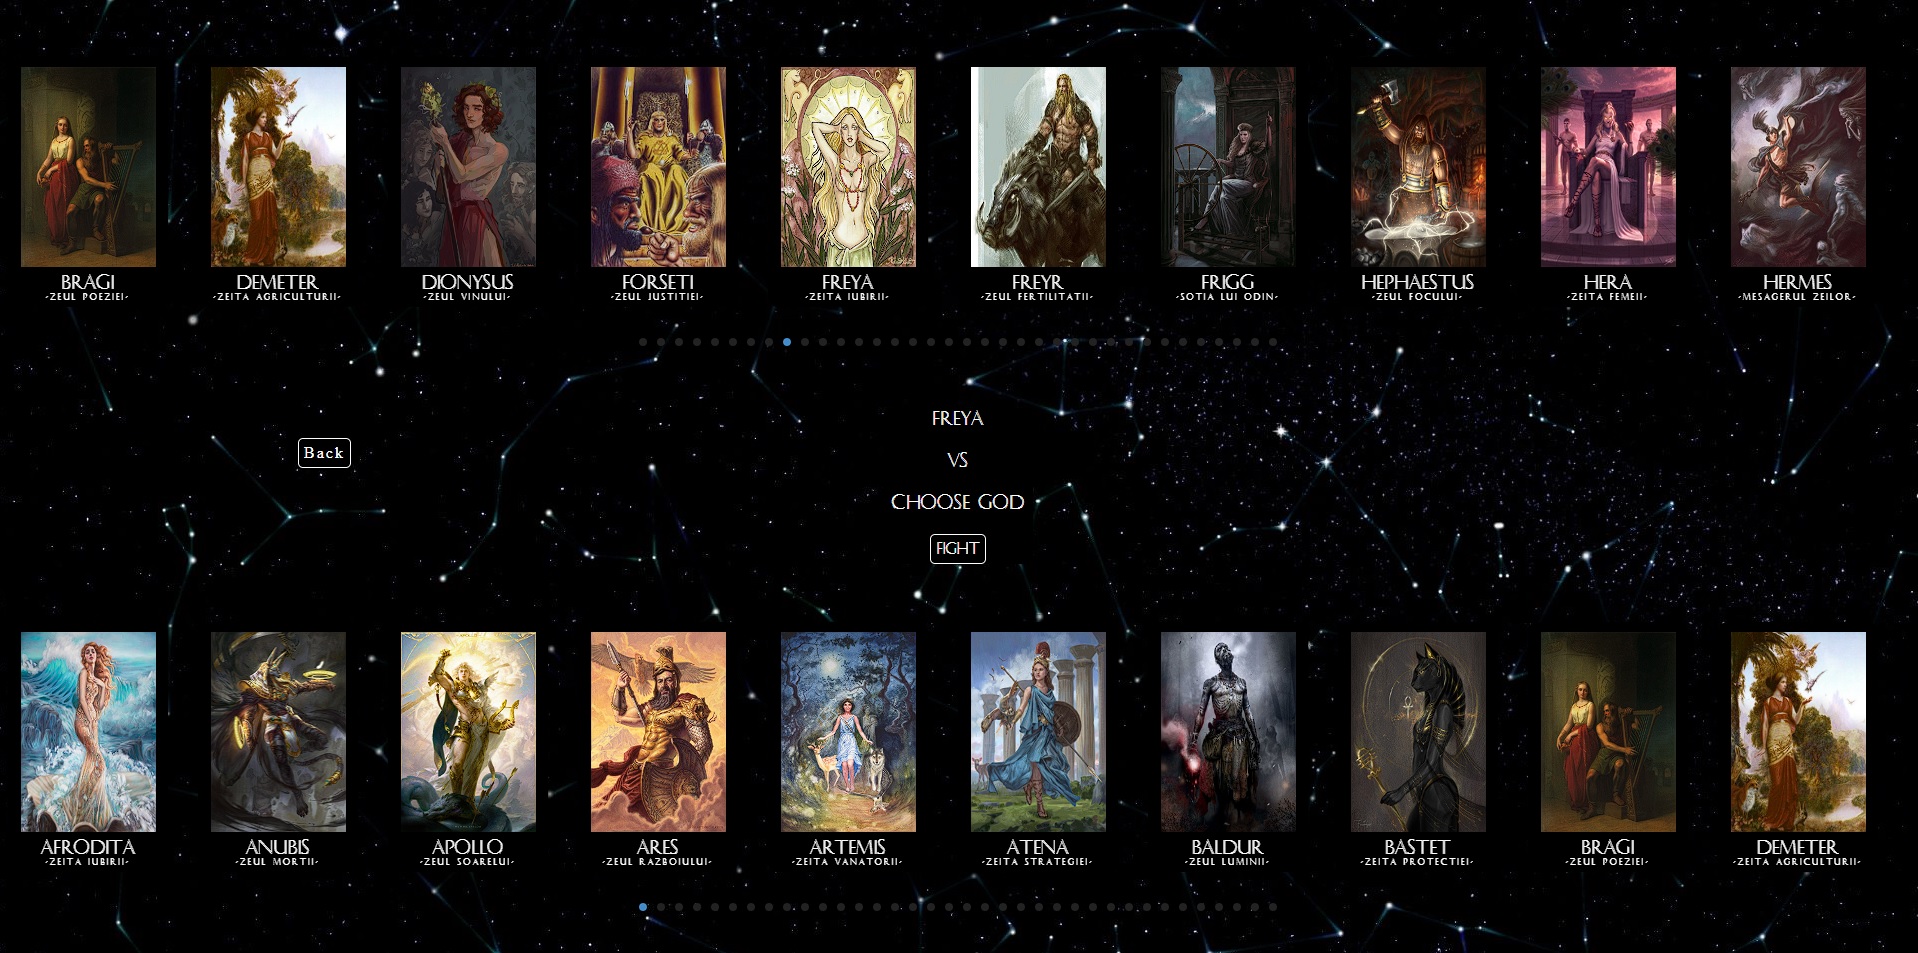 BRAGI
-ZEUL POEZIEI-
DEMETER
-ZEITA AGRICULTURII-
DIONYSUS
-ZEUL VINULUI-
FORSETI
-ZEUL JUSTITIEI-
FREYA
-ZEITA IUBIRII-
FREYR
-ZEUL FERTILITATII-
FRIGG
-SOTIA LUI ODIN-
HEPHAESTUS
-ZEUL FOCULUI-
HERA
-ZEITA FEMEII-
HERMES
-MESAGERUL ZEILOR-
FREYA
Back
VS
CHOOSE GOD
FIGHT
AFRODITA
-ZEITA IUBIRII-
ANUBIS
-ZEUL MORTII-
APOLLO
-ZEUL SOARELUI-
ARES
-ZEUL RAZBOIULUI-
ARTEMIS
-ZEITA VANATORII-
ATENA
-ZEITA STRATEGIEI-
BALDUR
-ZEUL LUMINII-
BASTET
-ZEITA PROTECTIEI-
BRAGI
-ZEUL POEZIEI-
DEMETER
-ZEITA AGRICULTURII-